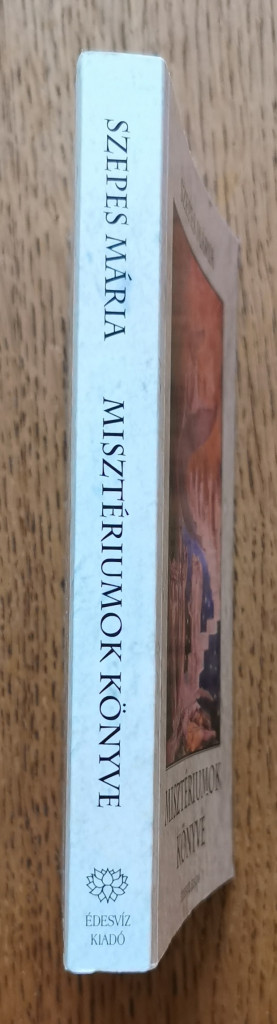 SZEPES MÁRIA MISZTÉRIUMOK KÖNYVE
ÉDESVÍZ
KIADÓ
MISZTÉRIUMOK
KÖNYVE